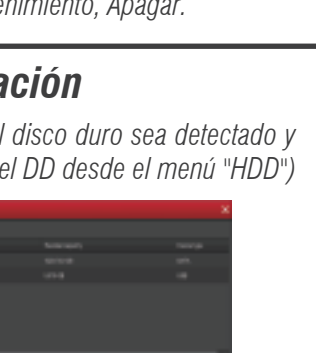 enimiento, Apagar.
ación
l disco duro sea detectado y
el DD desde el menú "HDD")
x